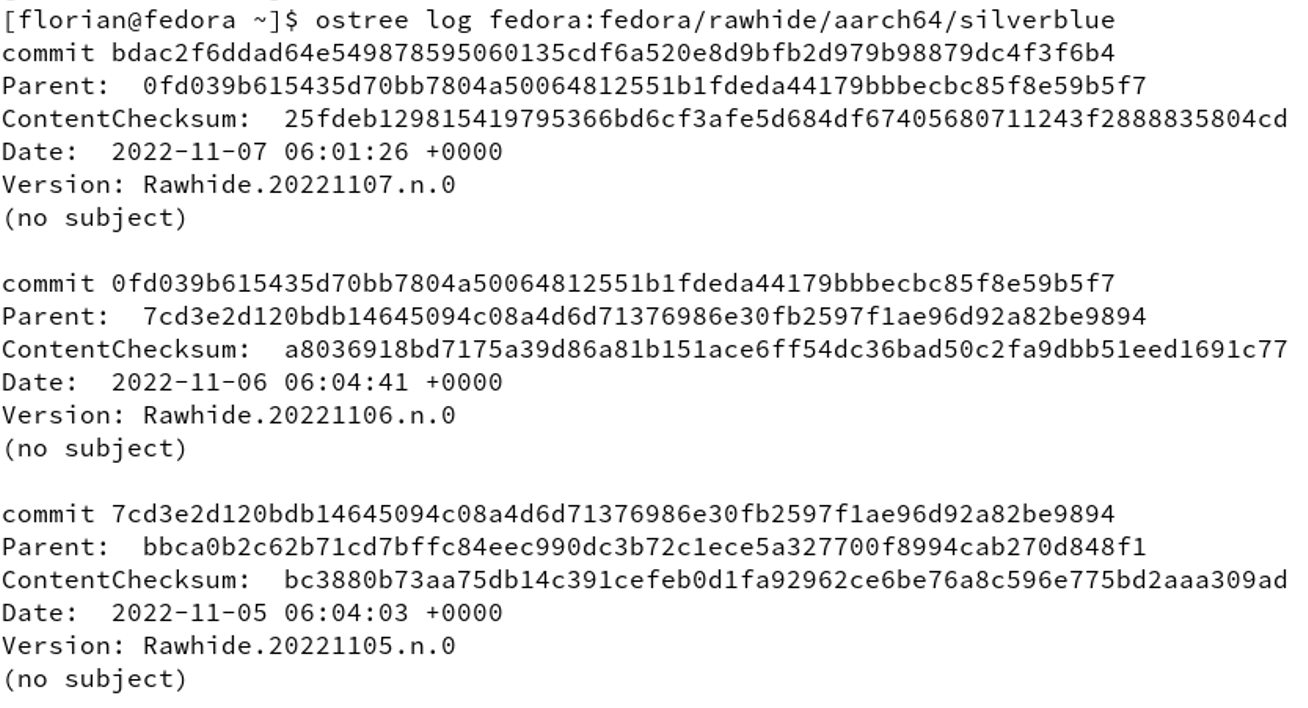 [florian@fedora ~]$ ostree log fedora:fedora/rawhide/aarch64/silverblue
commit bdac2f6ddad64e549878595060135cdf6a520e8d9bfb2d979b98879dc4f3f6b4
Parent:  0fd039b615435d70bb7804a50064812551b1fdeda44179bbbecbc85f8e59b5f7
ContentChecksum:  25fdeb129815419795366bd6cf3afe5d684df67405680711243f2888835804cd
Date:  2022-11-07 06:01:26 +0000
Version: Rawhide.20221107.n.0
(no subject)

commit 0fd039b615435d70bb7804a50064812551b1fdeda44179bbbecbc85f8e59b5f7
Parent:  7cd3e2d120bdb14645094c08a4d6d71376986e30fb2597f1ae96d92a82be9894
ContentChecksum:  a8036918bd7175a39d86a81b151ace6ff54dc36bad50c2fa9dbb51eed1691c77
Date:  2022-11-06 06:04:41 +0000
Version: Rawhide.20221106.n.0
(no subject)

commit 7cd3e2d120bdb14645094c08a4d6d71376986e30fb2597f1ae96d92a82be9894
Parent:  bbca0b2c62b71cd7bffc84eec990dc3b72c1ece5a327700f8994cab270d848f1
ContentChecksum:  bc3880b73aa75db14c391cefeb0d1fa92962ce6be76a8c596e775bd2aaa309ad
Date:  2022-11-05 06:04:03 +0000
Version: Rawhide.20221105.n.0
(no subject)